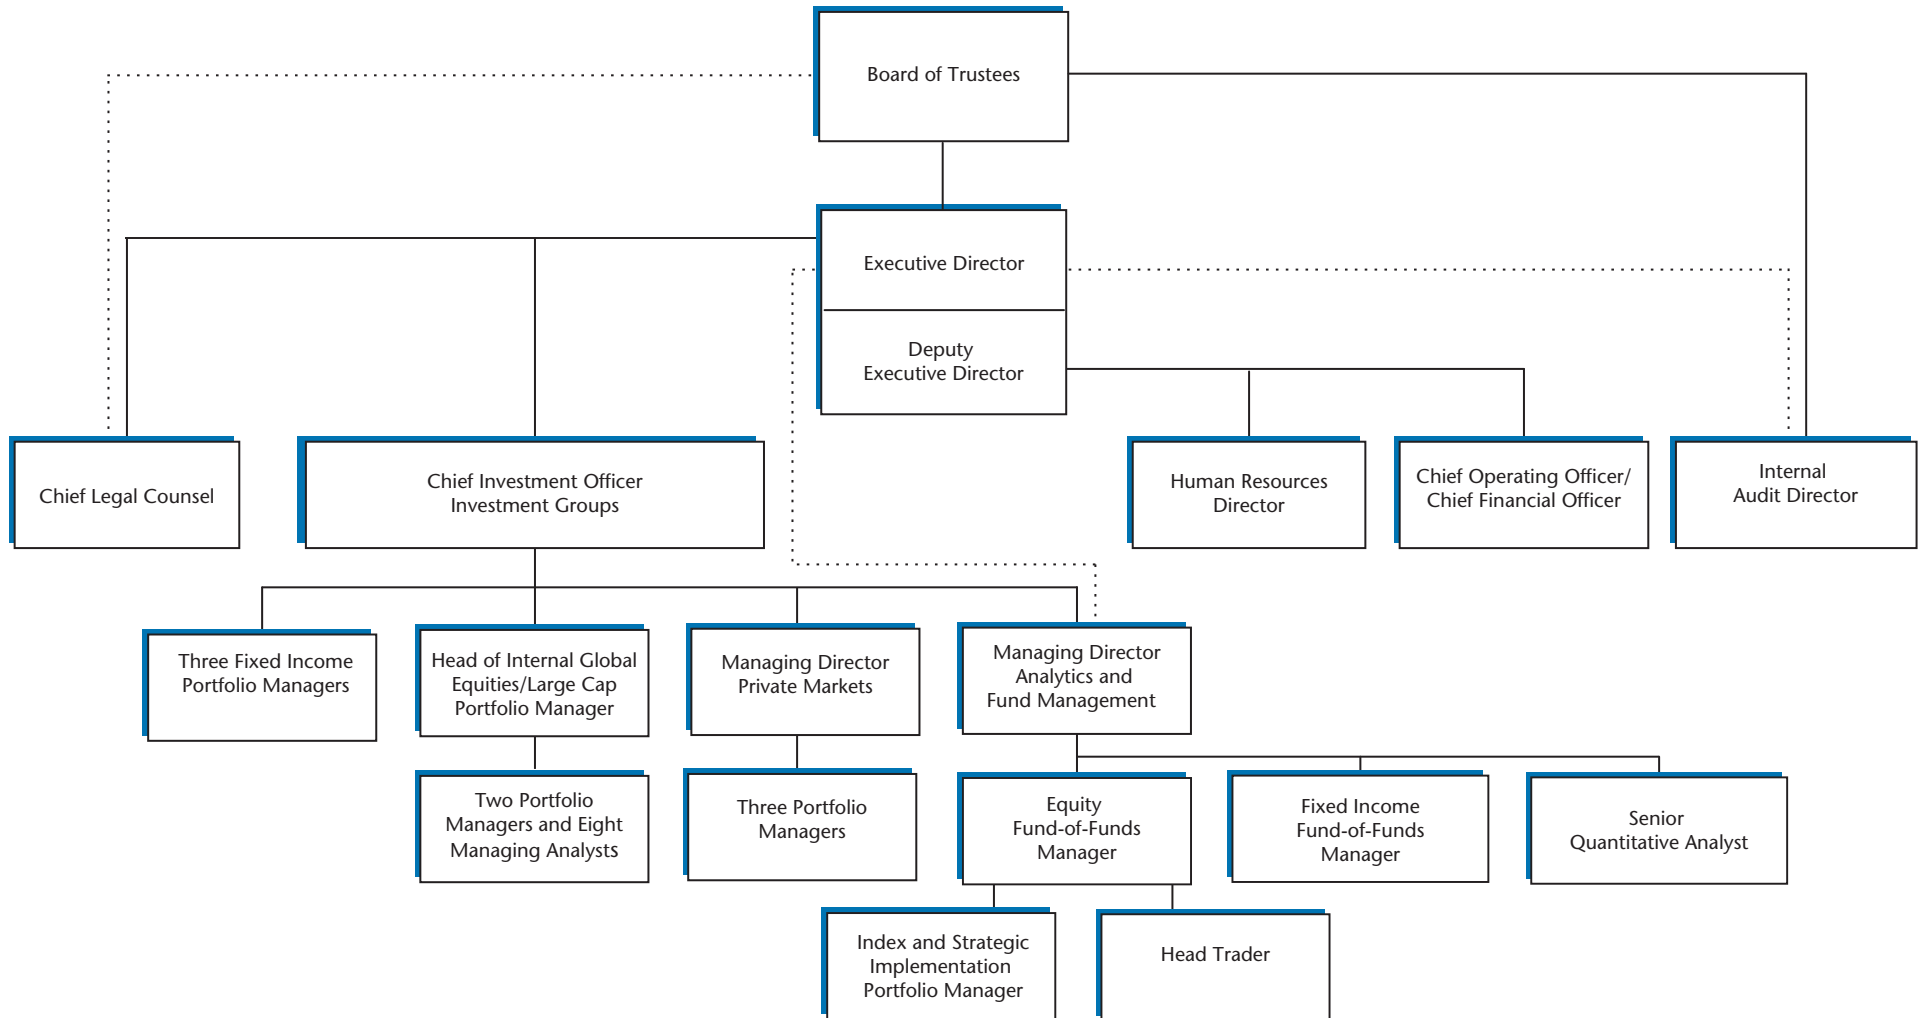 Board of Trustees
Executive Director
Deputy
Executive Director
Chief Legal Counsel
Chief Investment Officer
Investment Groups
Human Resources
Director
Chief Operating Officer/
Chief Financial Officer
Internal
Audit Director
Three Fixed Income
Portfolio Managers
Head of Internal Global
Equities/Large Cap
Portfolio Manager
Managing Director
Private Markets
Managing Director
Analytics and
Fund Management
Two Portfolio
Managers and Eight
Managing Analysts
Three Portfolio
Managers
Equity
Fund-of-Funds
Manager
Fixed Income
Fund-of-Funds
Manager
Senior
Quantitative Analyst
Index and Strategic
Implementation
Portfolio Manager
Head Trader